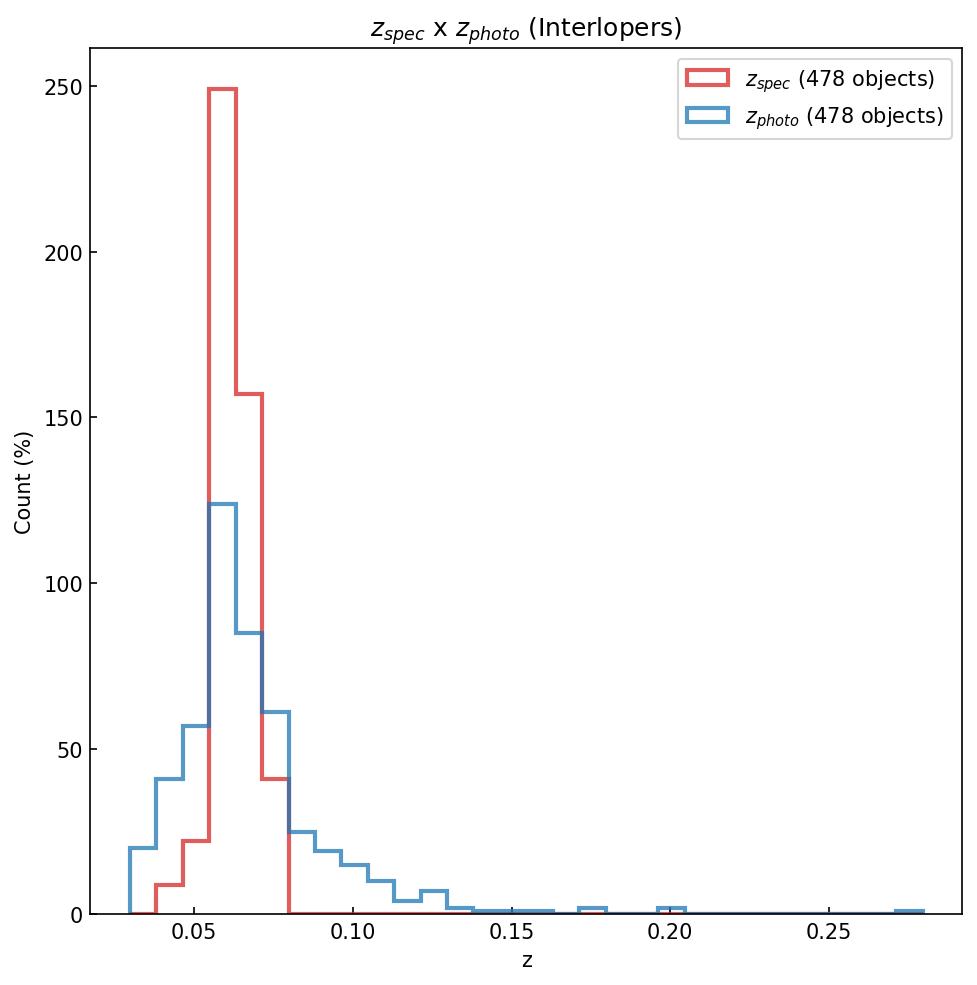 z_spec x z_photo (Interlopers)
z_spec (478 objects)
z_photo (478 objects)
Count (%)
250
200
150
100
50
0
0.05 0.10 0.15 0.20 0.25
z